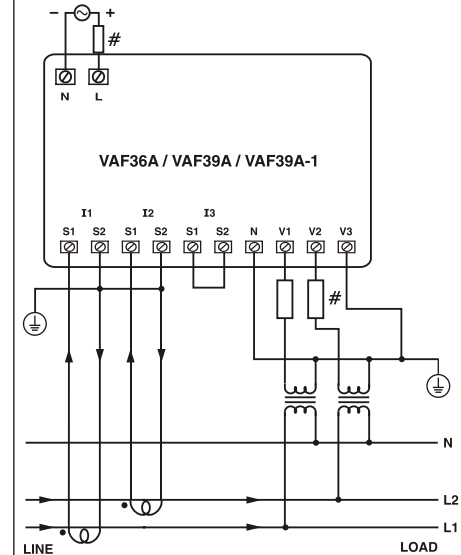 − +
#
N L
VAF36A / VAF39A / VAF39A-1
I1 I2 I3
S1 S2 S1 S2 S1 S2 N V1 V2 V3
#
N
L2
L1
LINE LOAD